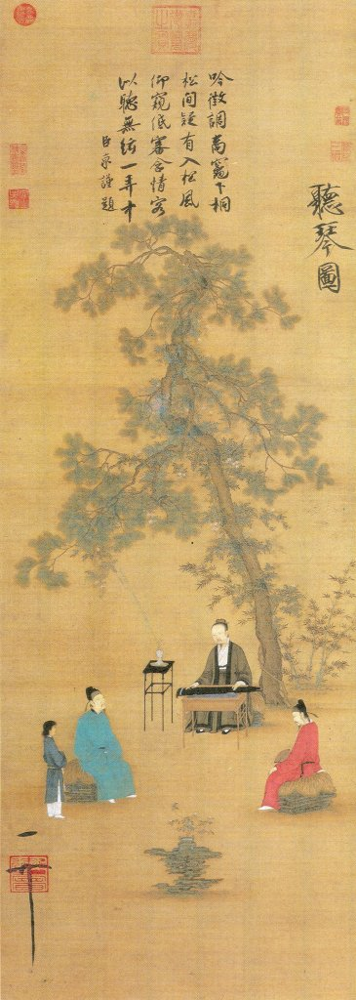 聽琴圖
吟徵調商竈下桐
松間疑有入松風
仰窺低審含情客
以聽無絃一弄中
臣京謹題